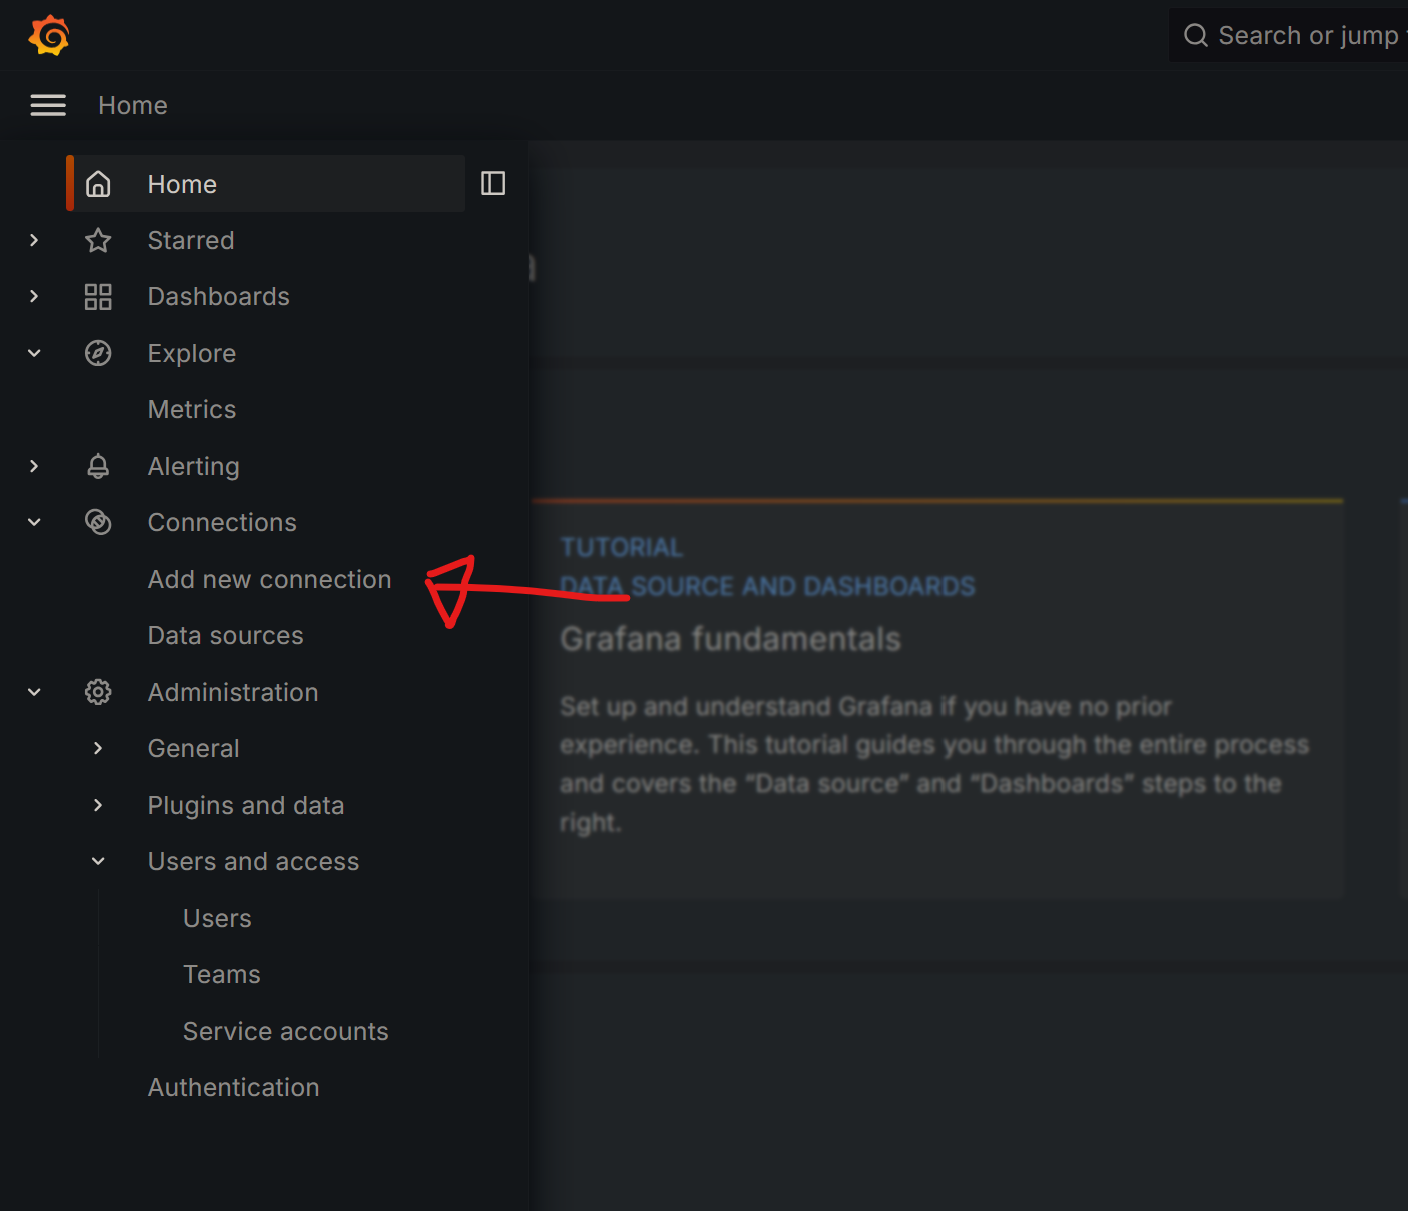 Search or jump
Home
Home
Starred
Dashboards
Explore
Metrics
Alerting
Connections
Add new connection
Data sources
Administration
General
Plugins and data
Users and access
Users
Teams
Service accounts
Authentication
TUTORIAL
DATA SOURCE AND DASHBOARDS
Grafana fundamentals
Set up and understand Grafana if you have no prior
experience. This tutorial guides you through the entire process
and covers the “Data source” and “Dashboards” steps to the
right.